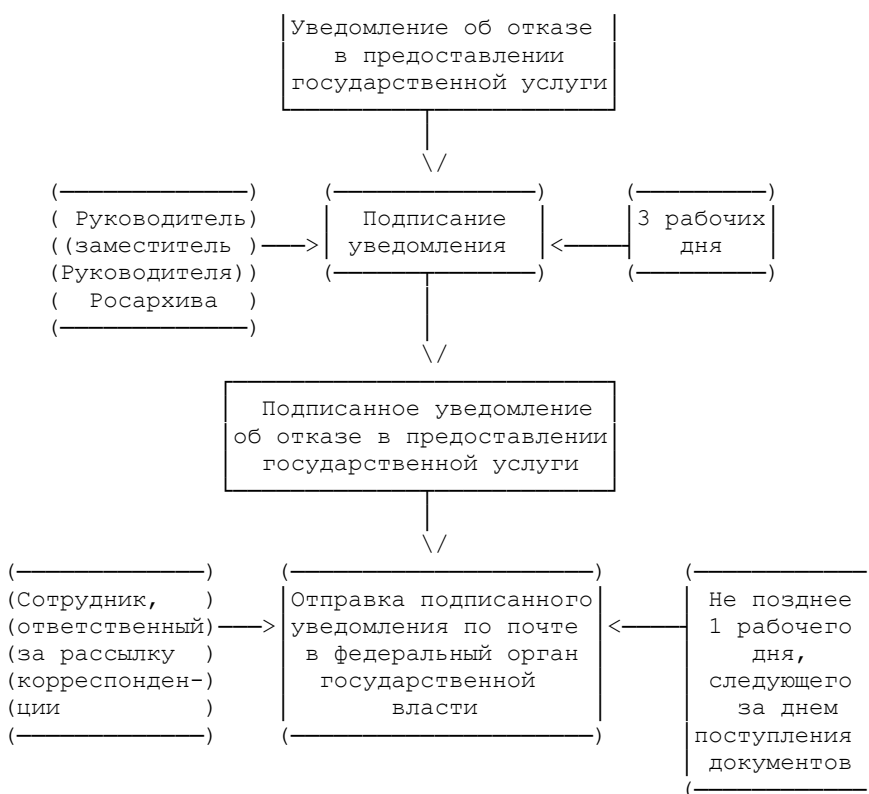 Уведомление об отказе
в предоставлении
государственной услуги
Руководитель
(заместитель
Руководителя)
Росархива
Подписание
уведомления
3 рабочих
дня
Подписанное уведомление
об отказе в предоставлении
государственной услуги
Сотрудник,
ответственный
за рассылку
корреспонден-
ции
Отправка подписанного
уведомления по почте
в федеральный орган
государственной
власти
Не позднее
1 рабочего
дня,
следующего
за днем
поступления
документов